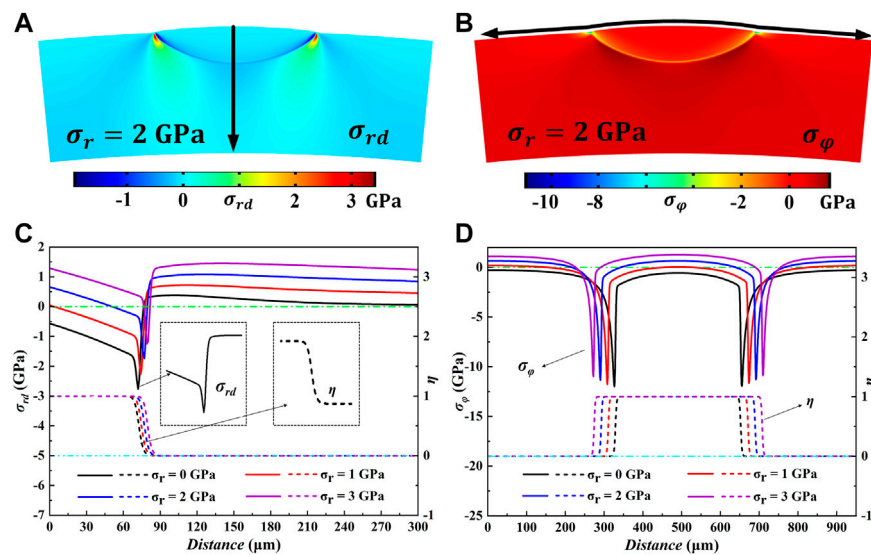 A
σr = 2 GPa
σrd
-1 0 σrd 2 3 GPa
B
σr = 2 GPa
σφ
-10 -8 σφ -2 0 GPa
C
2
1
0
-1
-2
-3
-4
-5
-6
-7
σrd (GPa)
3
2
1
0
-1
η
σrd
η
σr = 0 GPa
σr = 1 GPa
σr = 2 GPa
σr = 3 GPa
0 60 120 180 240 300
Distance (μm)
D
0
-5
-10
-15
-20
-25
σφ (GPa)
3
2
1
0
-1
η
σφ
η
σr = 0 GPa
σr = 1 GPa
σr = 2 GPa
σr = 3 GPa
0 100 200 300 400 500 600 700 800 900
Distance (μm)